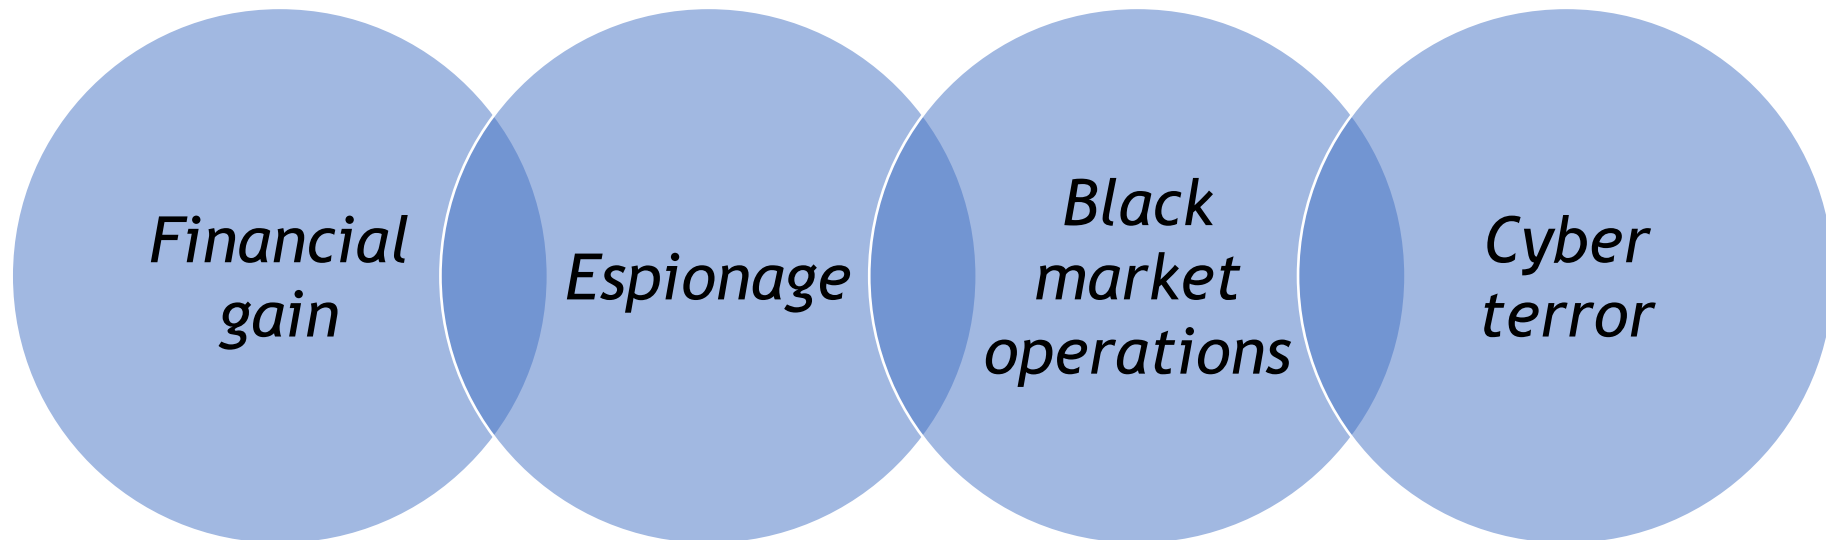 Financial
gain
Espionage
Black
market
operations
Cyber
terror